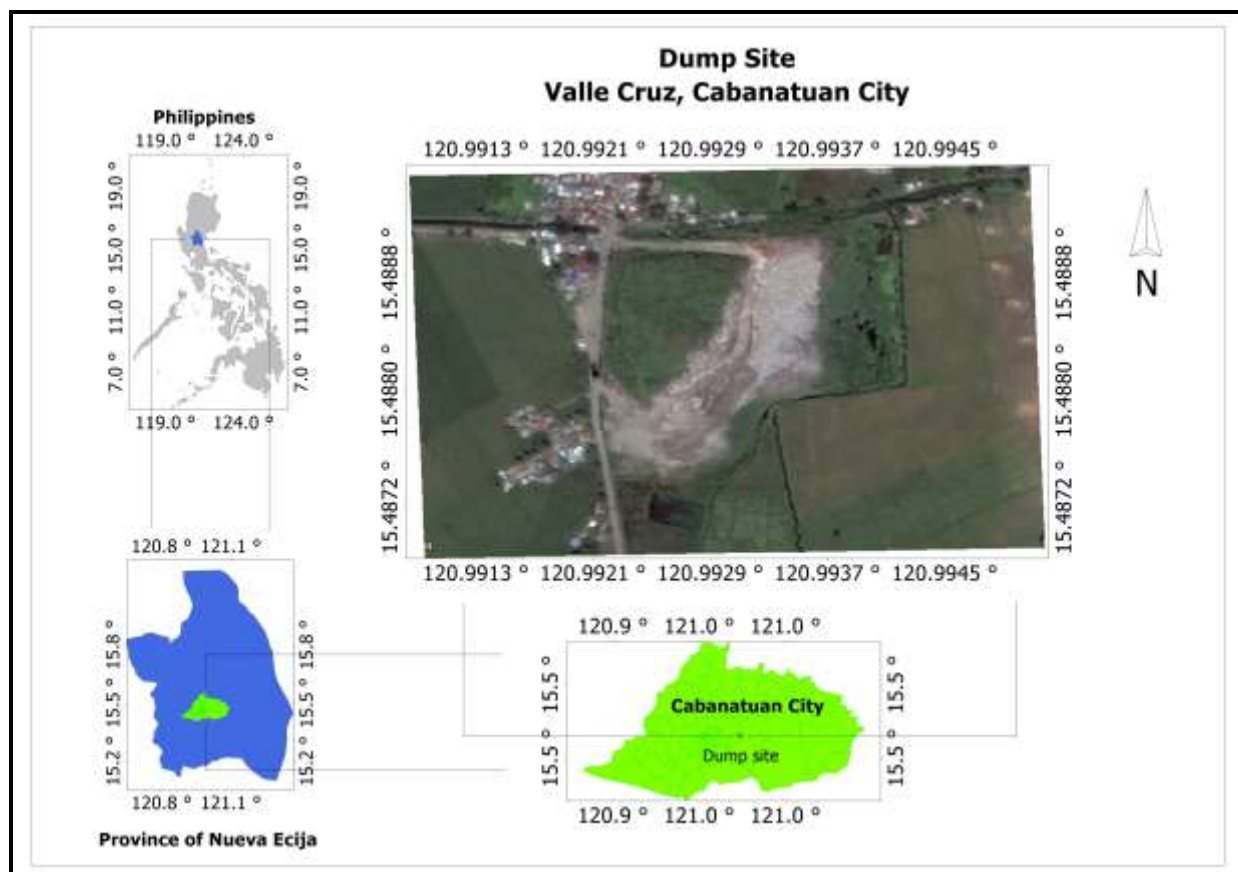 Dump Site
Valle Cruz, Cabanatuan City
Philippines
119.0 ° 124.0 °
19.0 °
15.0 °
11.0 °
7.0 °
19.0 °
15.0 °
11.0 °
7.0 °
119.0 ° 124.0 °
120.9913 ° 120.9921 ° 120.9929 ° 120.9937 ° 120.9945 °
15.4888 °
15.4880 °
15.4872 °
15.4888 °
15.4880 °
15.4872 °
120.9913 ° 120.9921 ° 120.9929 ° 120.9937 ° 120.9945 °
N
120.8 ° 121.1 °
15.8 °
15.5 °
15.2 °
15.8 °
15.5 °
15.2 °
120.8 ° 121.1 °
Province of Nueva Ecija
120.9 ° 121.0 ° 121.0 °
15.5 °
15.5 °
Cabanatuan City
Dump site
15.5 °
15.5 °
120.9 ° 121.0 ° 121.0 °